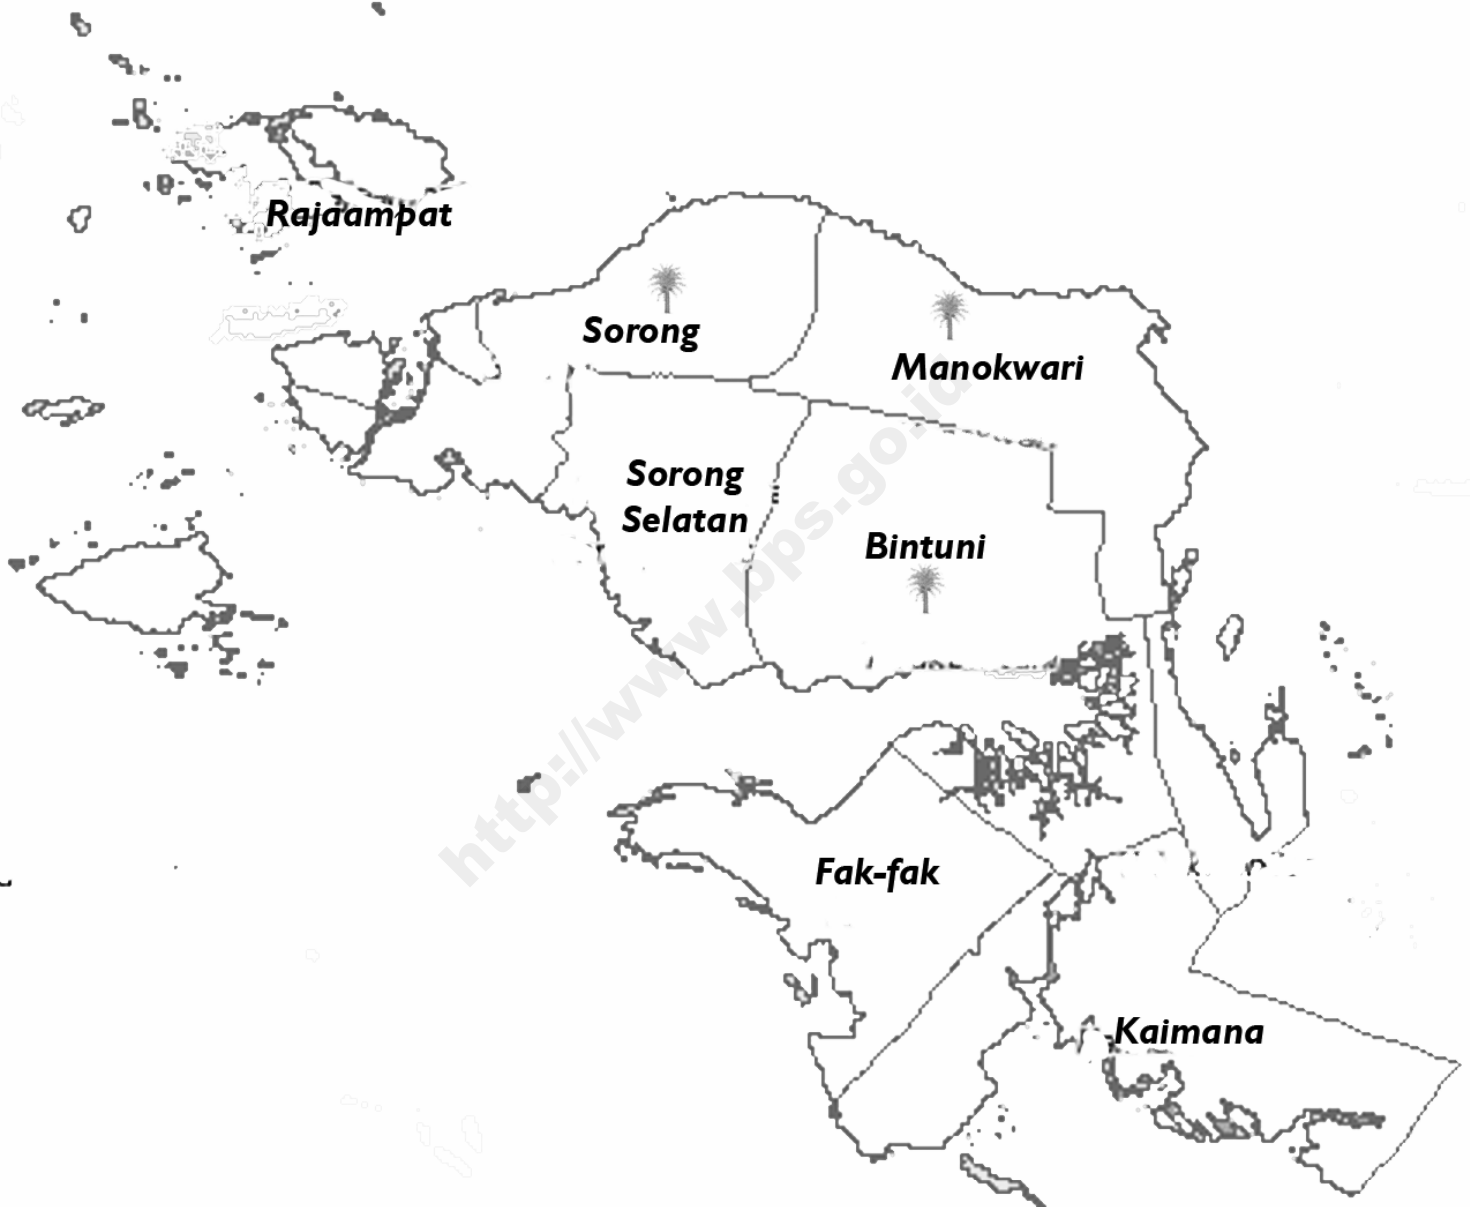 Rajaampat
Sorong
Manokwari
Sorong
Selatan
Bintuni
Fak-fak
Kaimana
http://www.bps.go.id